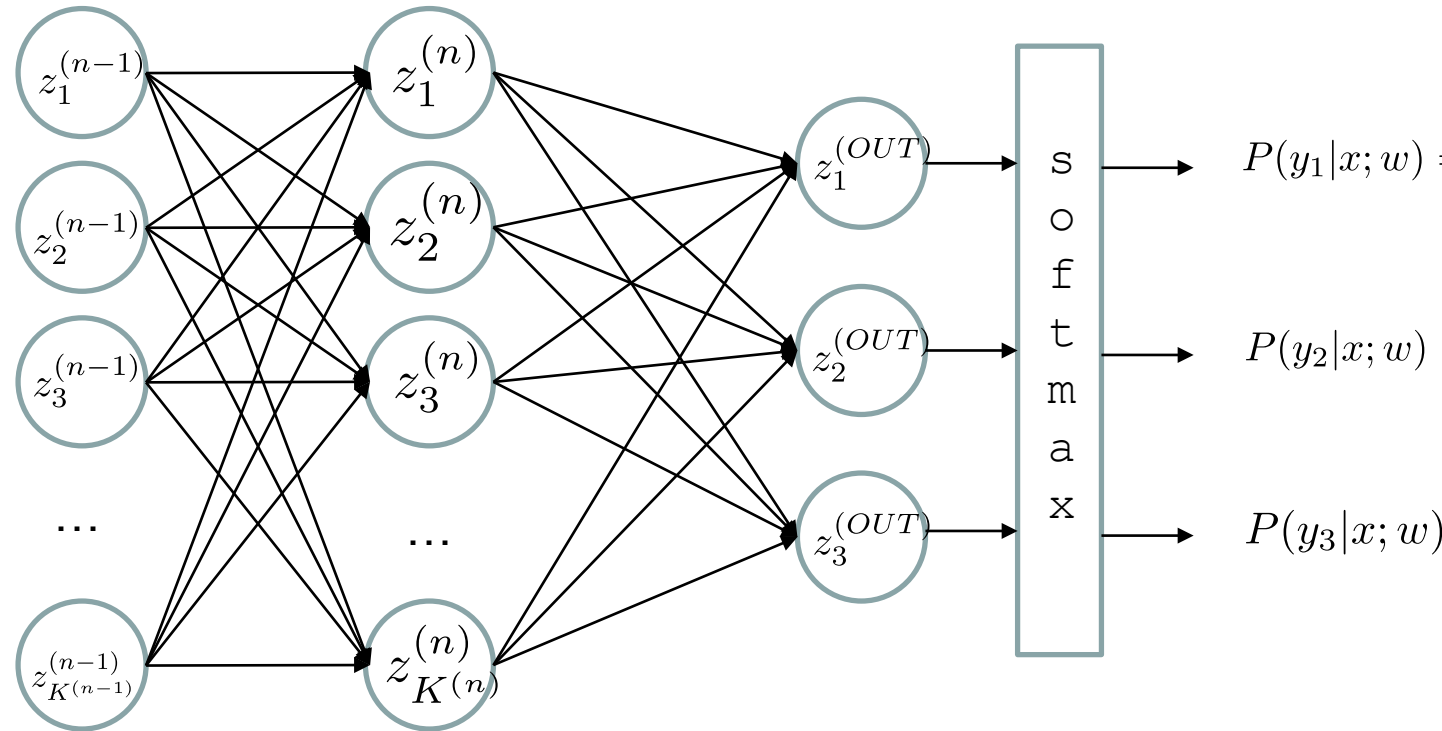 z_1^{(n-1)}
z_2^{(n-1)}
z_3^{(n-1)}
...
z_{K^{(n-1)}}^{(n-1)}
z_1^{(n)}
z_2^{(n)}
z_3^{(n)}
...
z_{K^{(n)}}^{(n)}
z_1^{(OUT)}
z_2^{(OUT)}
z_3^{(OUT)}
s
o
f
t
m
a
x
P(y_1|x; w) =
P(y_2|x; w)
P(y_3|x; w)